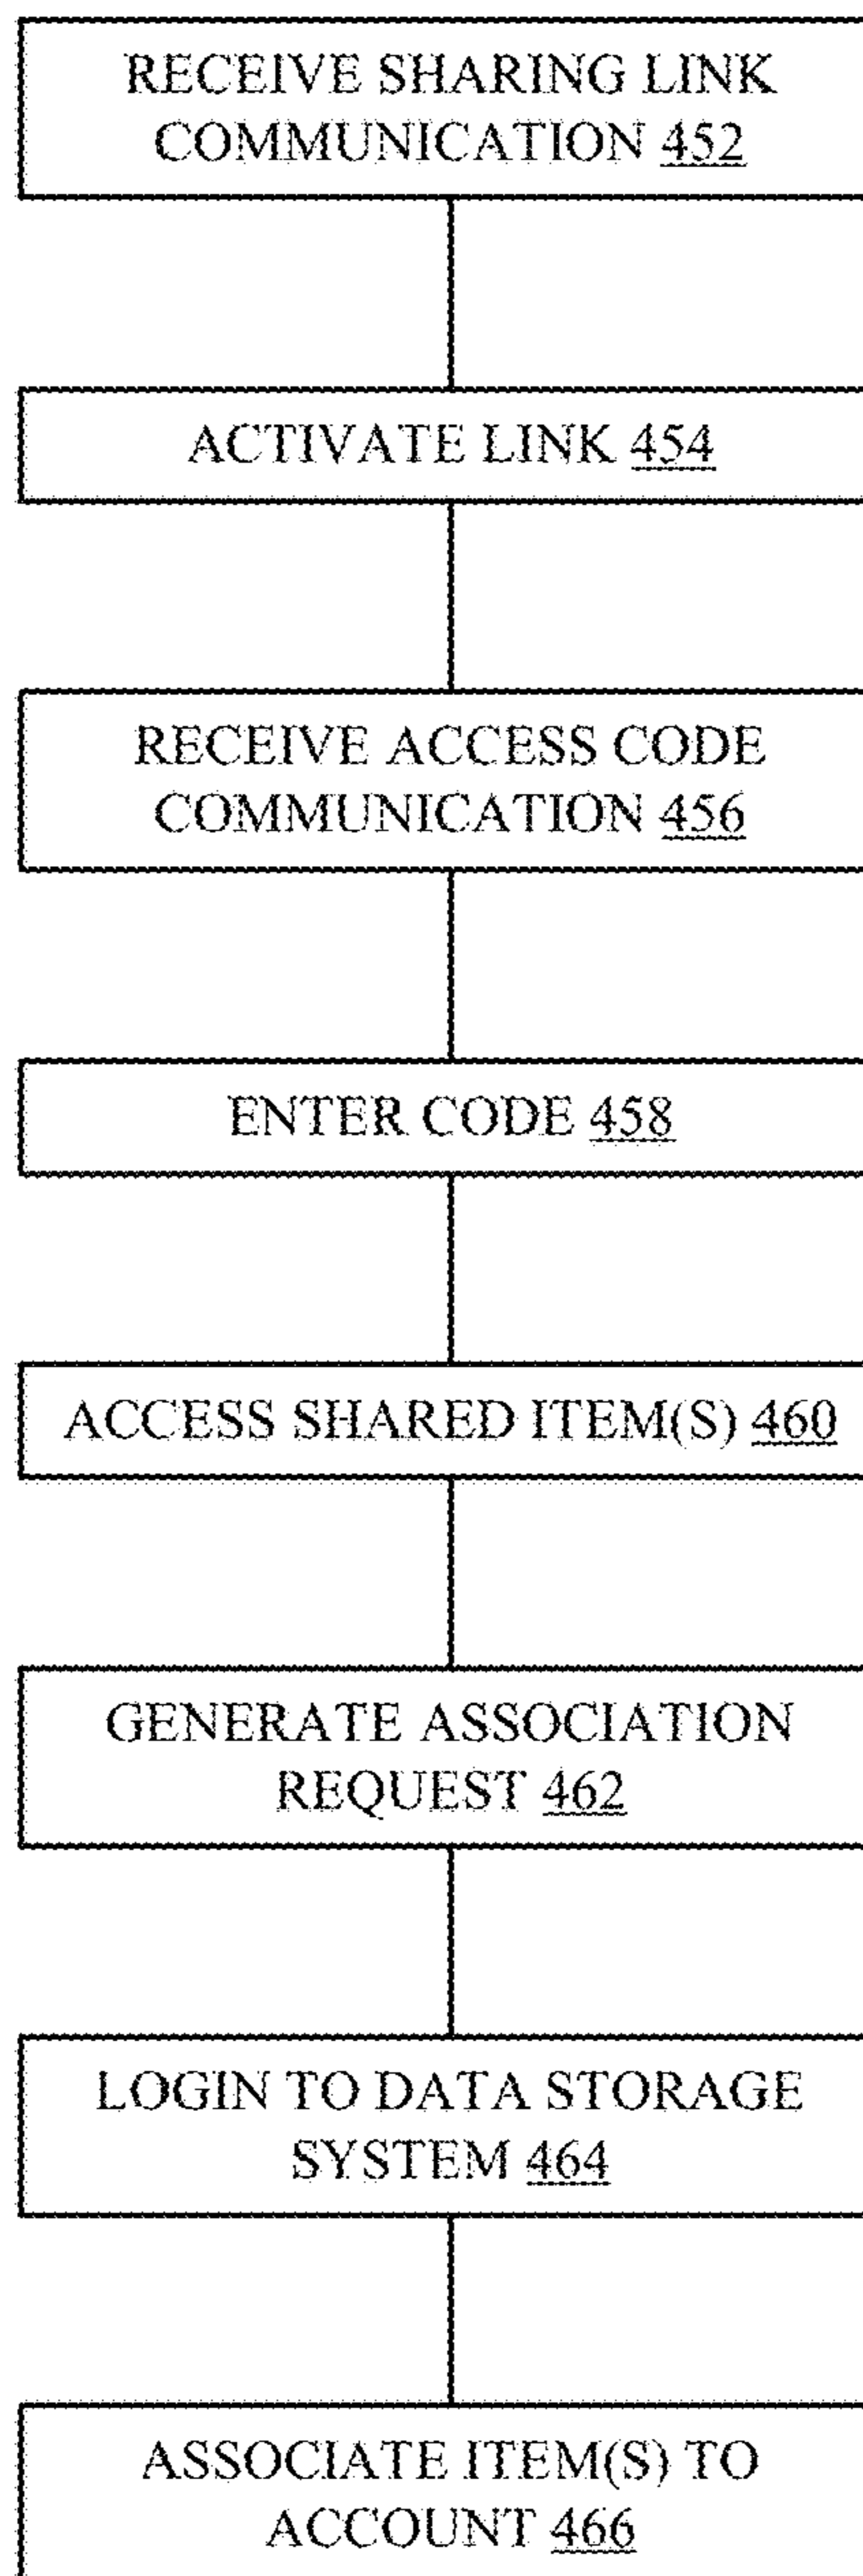 RECEIVE SHARING LINK
COMMUNICATION 452
ACTIVATE LINK 454
RECEIVE ACCESS CODE
COMMUNICATION 456
ENTER CODE 458
ACCESS SHARED ITEM(S) 460
GENERATE ASSOCIATION
REQUEST 462
LOGIN TO DATA STORAGE
SYSTEM 464
ASSOCIATE ITEM(S) TO
ACCOUNT 466